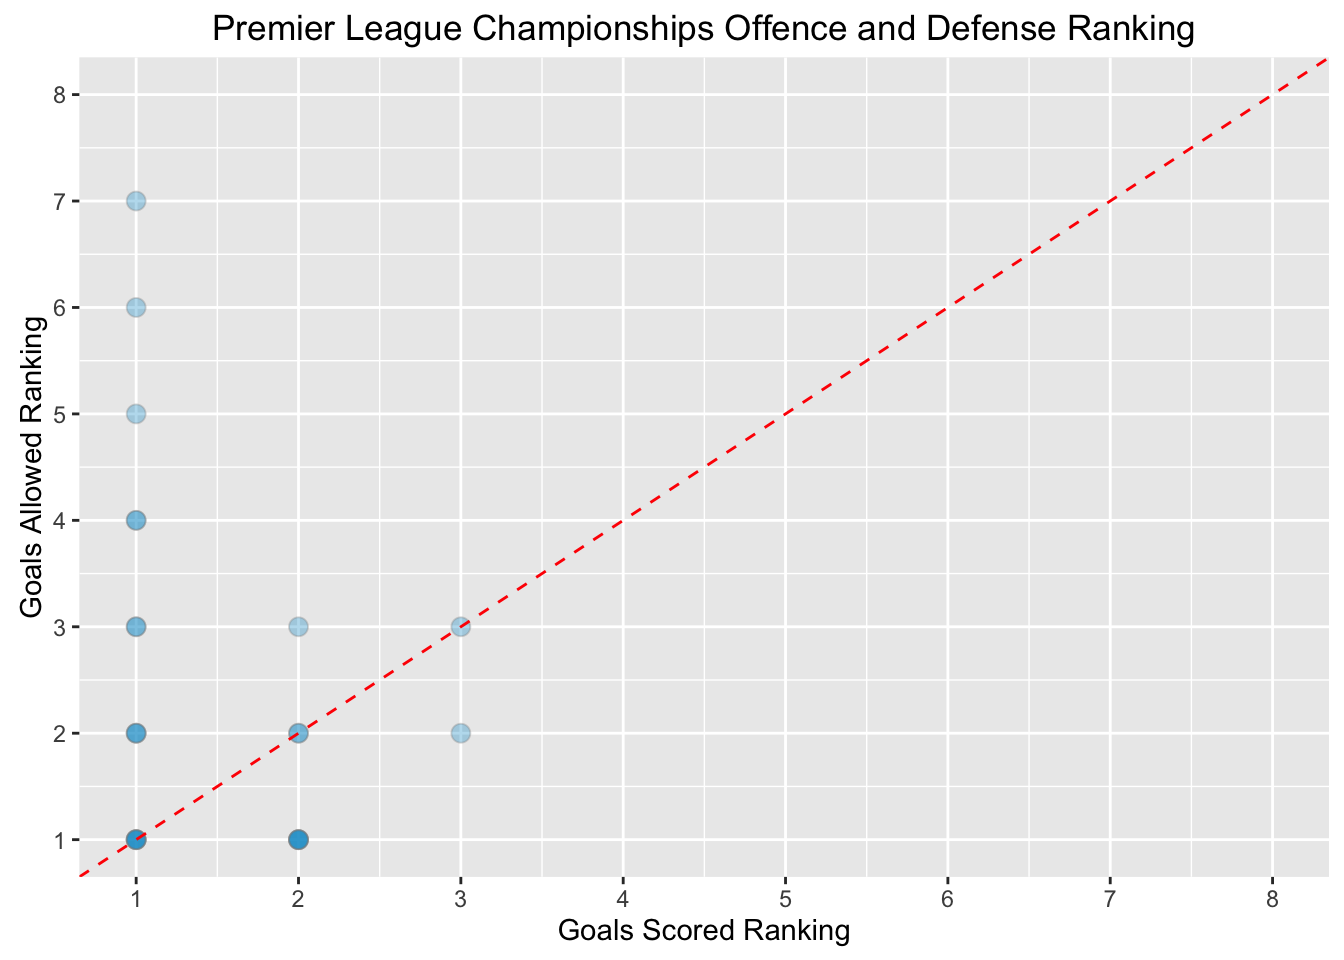 Premier League Championships Offence and Defense Ranking
8
7
6
5
4
3
2
1
Goals Allowed Ranking
1 2 3 4 5 6 7 8
Goals Scored Ranking